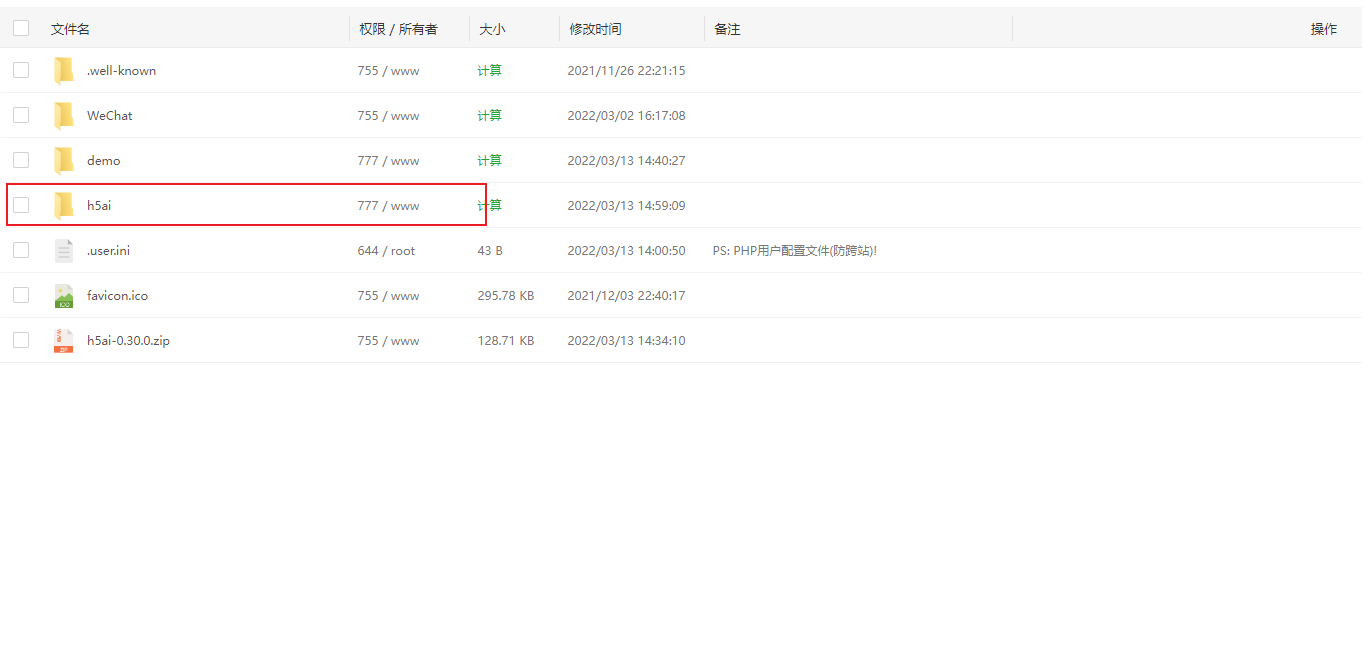 文件名 权限 / 所有者 大小 修改时间 备注 操作
.well-known 755 / www 计算 2021/11/26 22:21:15
WeChat 755 / www 计算 2022/03/02 16:17:08
demo 777 / www 计算 2022/03/13 14:40:27
h5ai 777 / www 计算 2022/03/13 14:59:09
.user.ini 644 / root 43 B 2022/03/13 14:00:50 PS: PHP用户配置文件(防跨站)!
favicon.ico 755 / www 295.78 KB 2021/12/03 22:40:17
h5ai-0.30.0.zip 755 / www 128.71 KB 2022/03/13 14:34:10